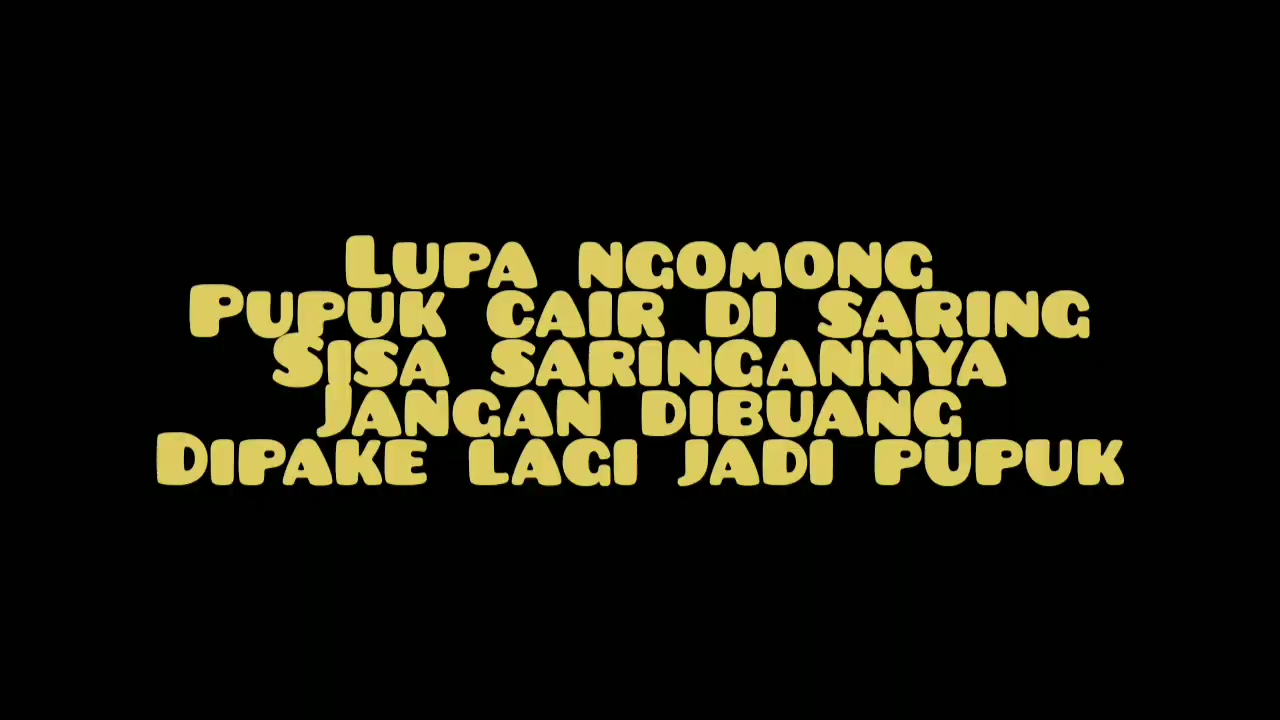 Lupa ngomong
Pupuk cair di saring
Sisa saringannya
Jangan dibuang
Dipake lagi jadi pupuk